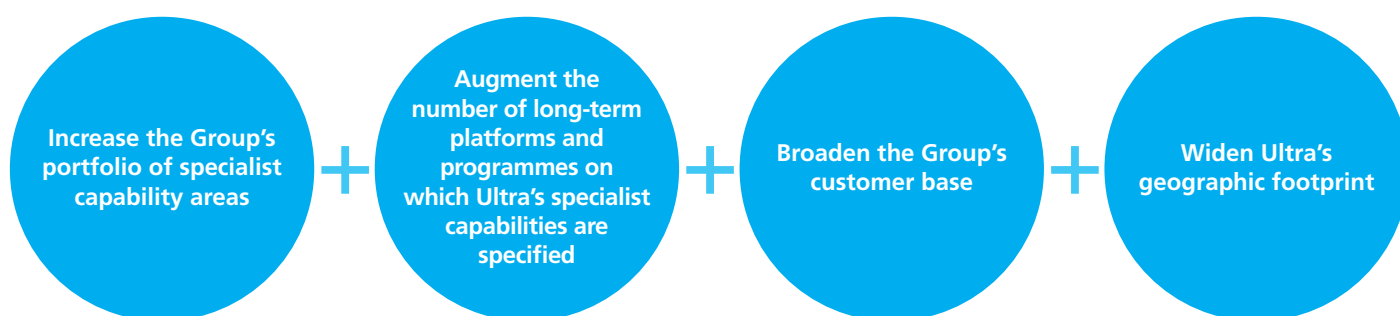 Increase the Group’s
portfolio of specialist
capability areas
+
Augment the
number of long-term
platforms and
programmes on
which Ultra’s specialist
capabilities are
specified
+
Broaden the Group’s
customer base
+
Widen Ultra’s
geographic footprint